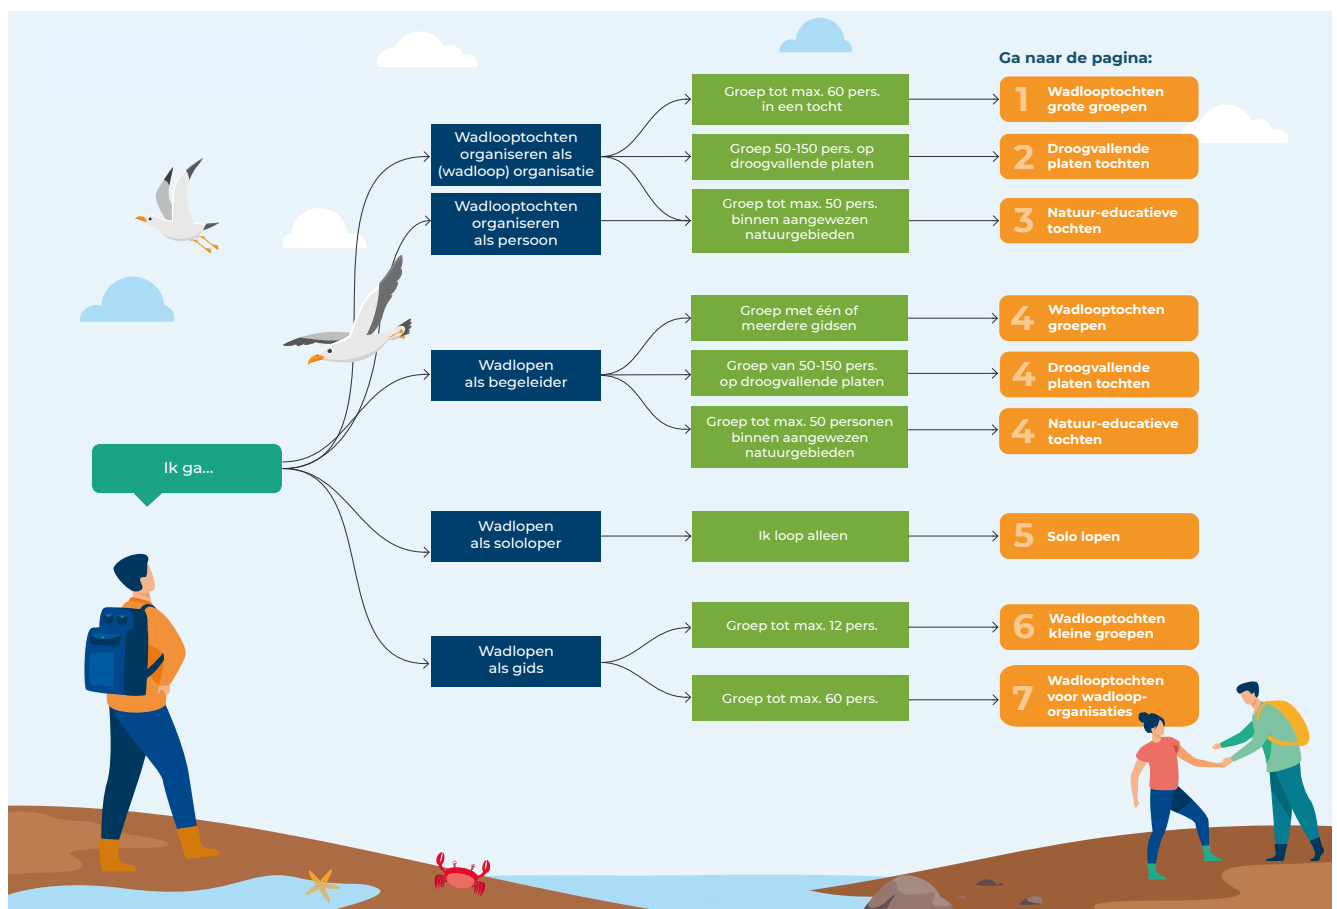 Ga naar de pagina:
Wadlooptochten
organiseren als
(wadloop) organisatie
Groep tot max. 60 pers.
in een tocht
1 Wadlooptochten
grote groepen
Groep 50-150 pers. op
droogvallende platen
2 Droogvallende
platen tochten
Wadlooptochten
organiseren
als persoon
Groep tot max. 50 pers.
binnen aangewezen
natuurgebieden
3 Natuur-educatieve
tochten
Wadlopen
als begeleider
Groep met één of
meerdere gidsen
4 Wadlooptochten
groepen
Groep van 50-150 pers.
op droogvallende platen
4 Droogvallende
platen tochten
Groep tot max. 50 personen
binnen aangewezen
natuurgebieden
4 Natuur-educatieve
tochten
Ik ga...
Wadlopen
als sololoper
Ik loop alleen
5 Solo lopen
Wadlopen
als gids
Groep tot max. 12 pers.
6 Wadlooptochten
kleine groepen
Groep tot max. 60 pers.
7 Wadlooptochten
voor wadloop-
organisaties